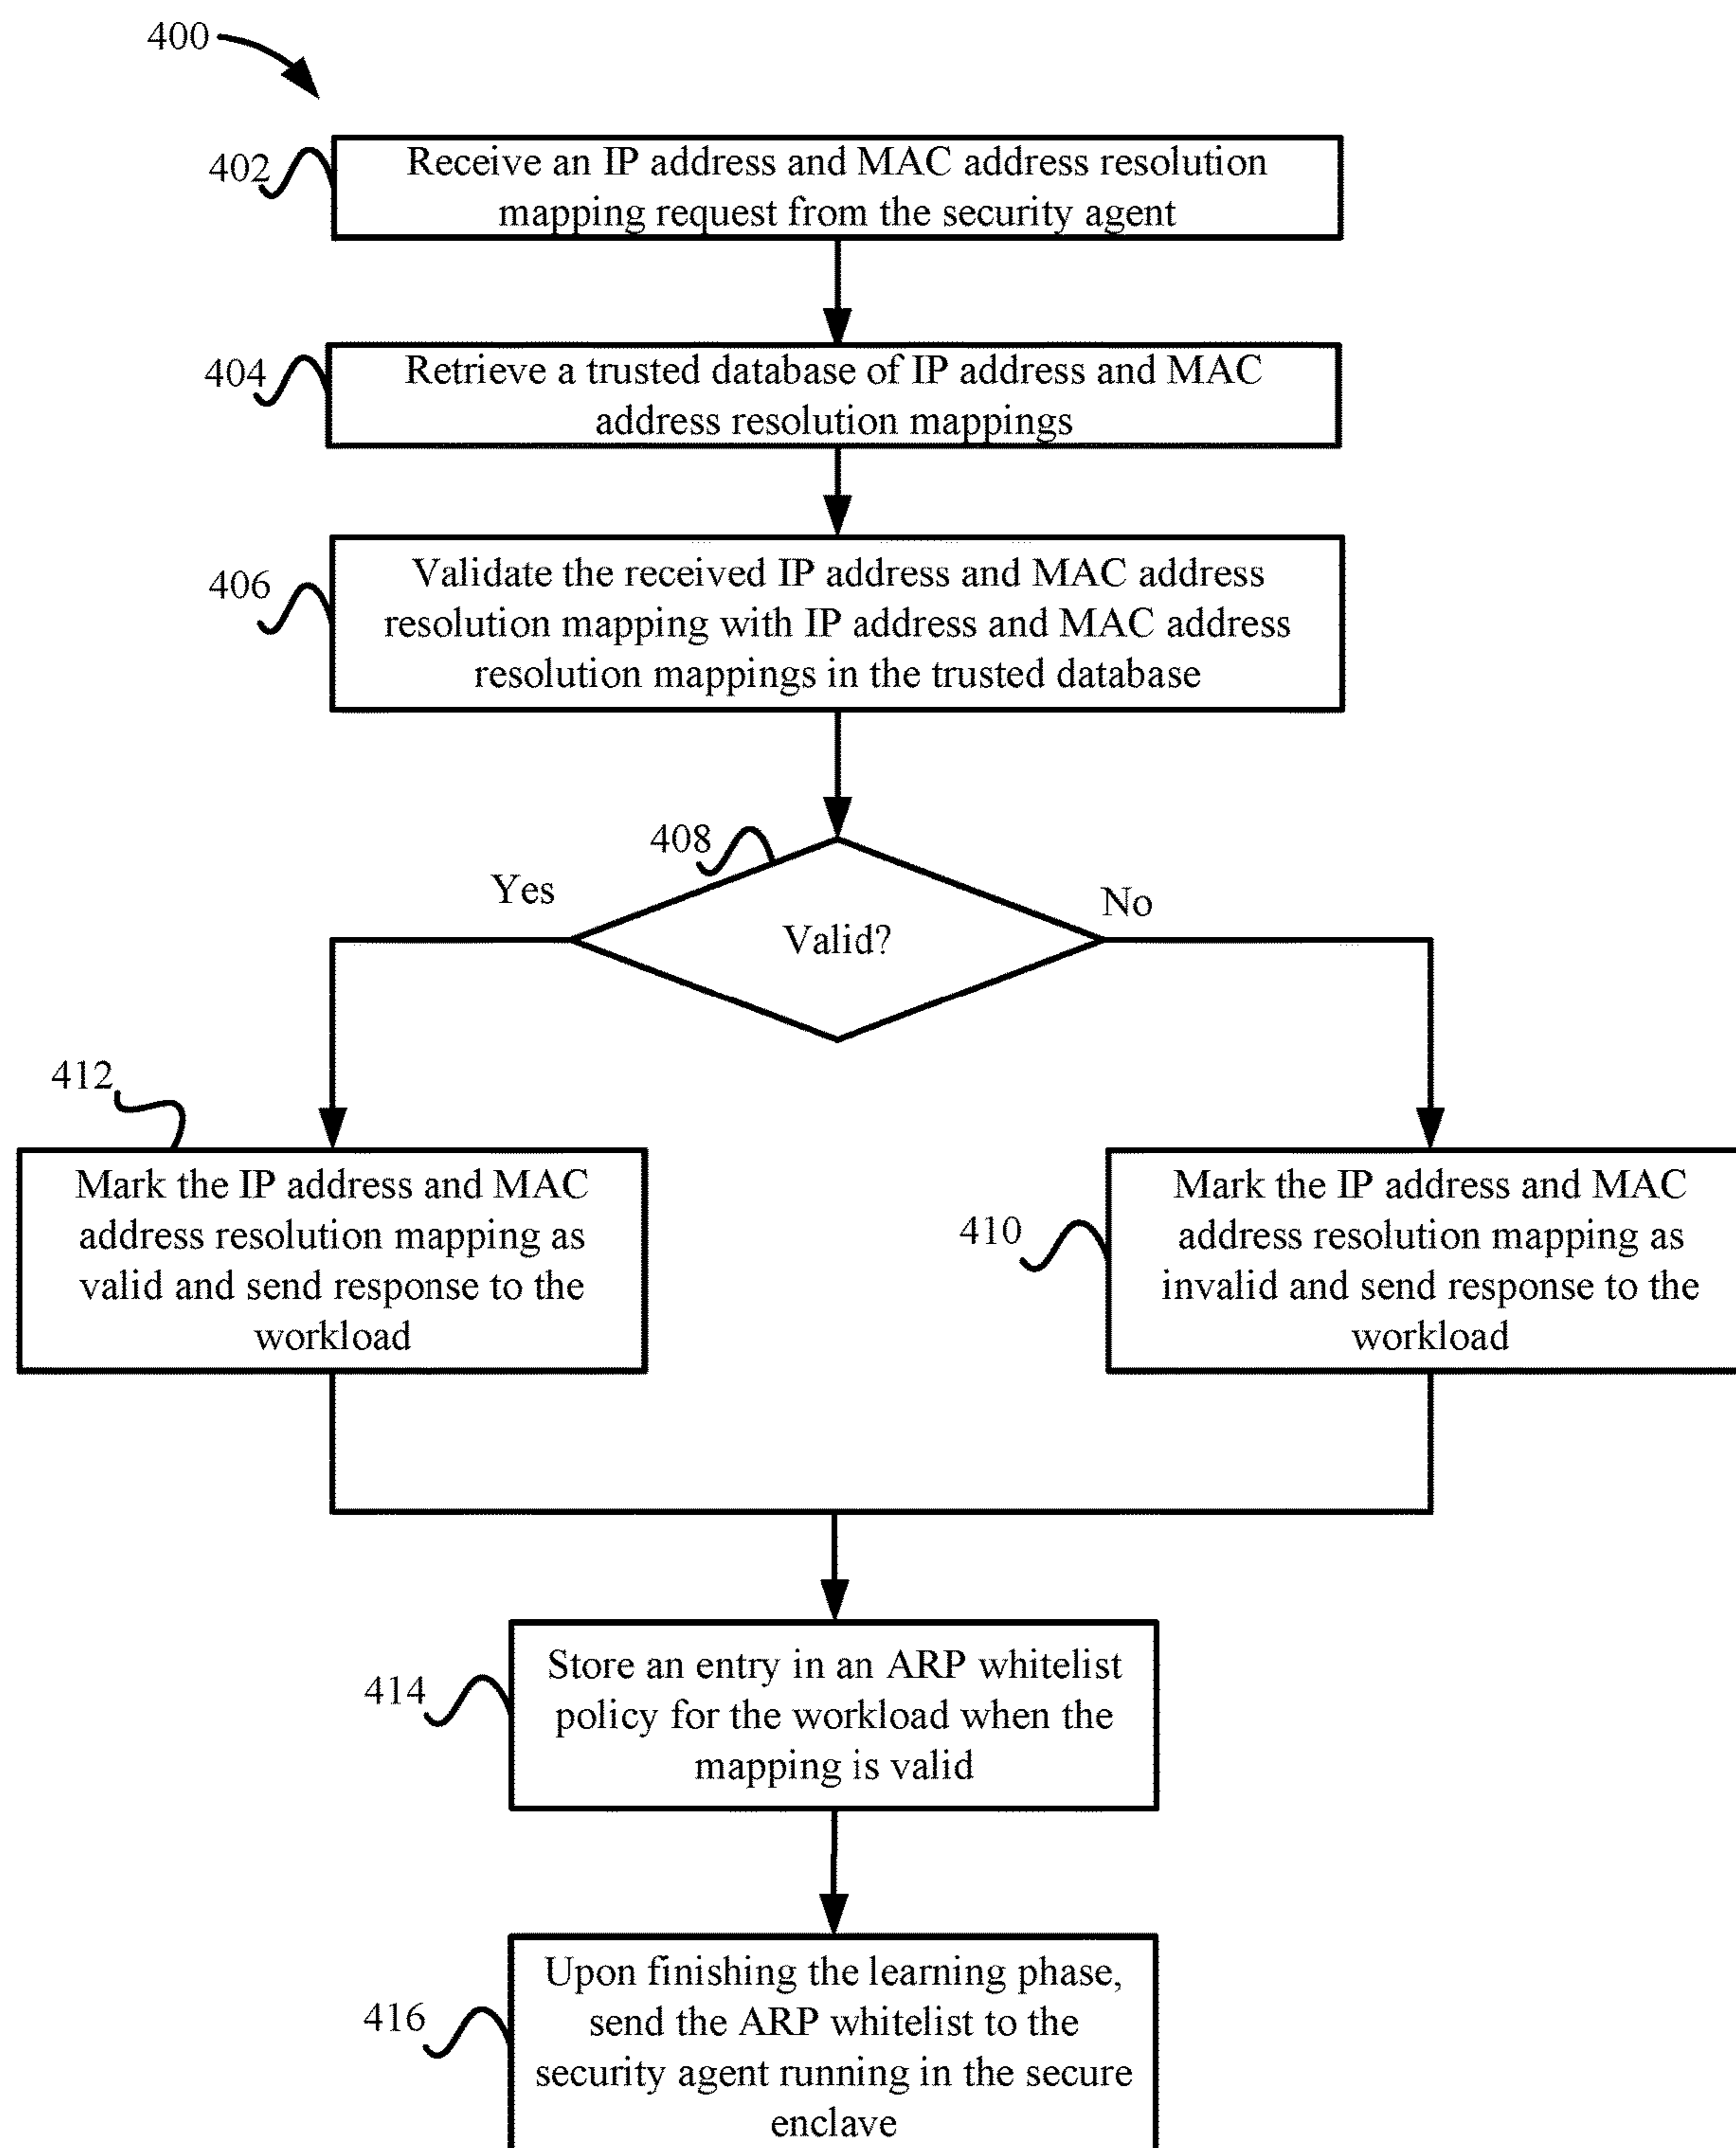 400
402
Receive an IP address and MAC address resolution
mapping request from the security agent
404
Retrieve a trusted database of IP address and MAC
address resolution mappings
406
Validate the received IP address and MAC address
resolution mapping with IP address and MAC address
resolution mappings in the trusted database
408
Yes
No
Valid?
412
Mark the IP address and MAC
address resolution mapping as
valid and send response to the
workload
410
Mark the IP address and MAC
address resolution mapping as
invalid and send response to the
workload
414
Store an entry in an ARP whitelist
policy for the workload when the
mapping is valid
416
Upon finishing the learning phase,
send the ARP whitelist to the
security agent running in the secure
enclave